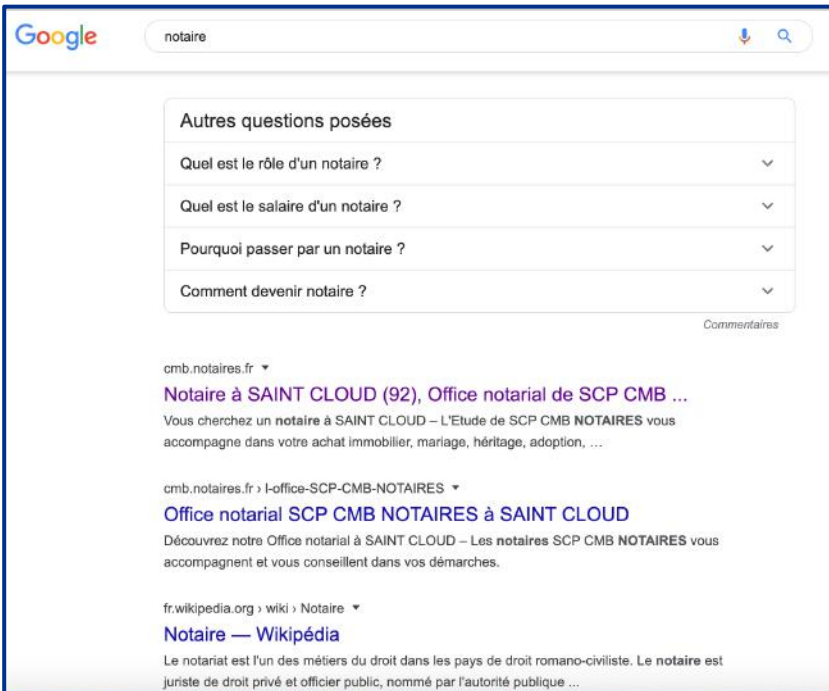 Google
notaire
Autres questions posées
Quel est le rôle d'un notaire ?
Quel est le salaire d'un notaire ?
Pourquoi passer par un notaire ?
Comment devenir notaire ?
Commentaires
cmb.notaires.fr
Notaire à SAINT CLOUD (92), Office notarial de SCP CMB ...
Vous cherchez un notaire à SAINT CLOUD – L'Etude de SCP CMB NOTAIRES vous
accompagne dans votre achat immobilier, mariage, héritage, adoption, ...
cmb.notaires.fr › l-office-SCP-CMB-NOTAIRES
Office notarial SCP CMB NOTAIRES à SAINT CLOUD
Découvrez notre Office notarial à SAINT CLOUD – Les notaires SCP CMB NOTAIRES vous
accompagnent et vous conseillent dans vos démarches.
fr.wikipedia.org › wiki › Notaire
Notaire — Wikipédia
Le notariat est l'un des métiers du droit dans les pays de droit romano-civiliste. Le notaire est
juriste de droit privé et officier public, nommé par l'autorité publique ...